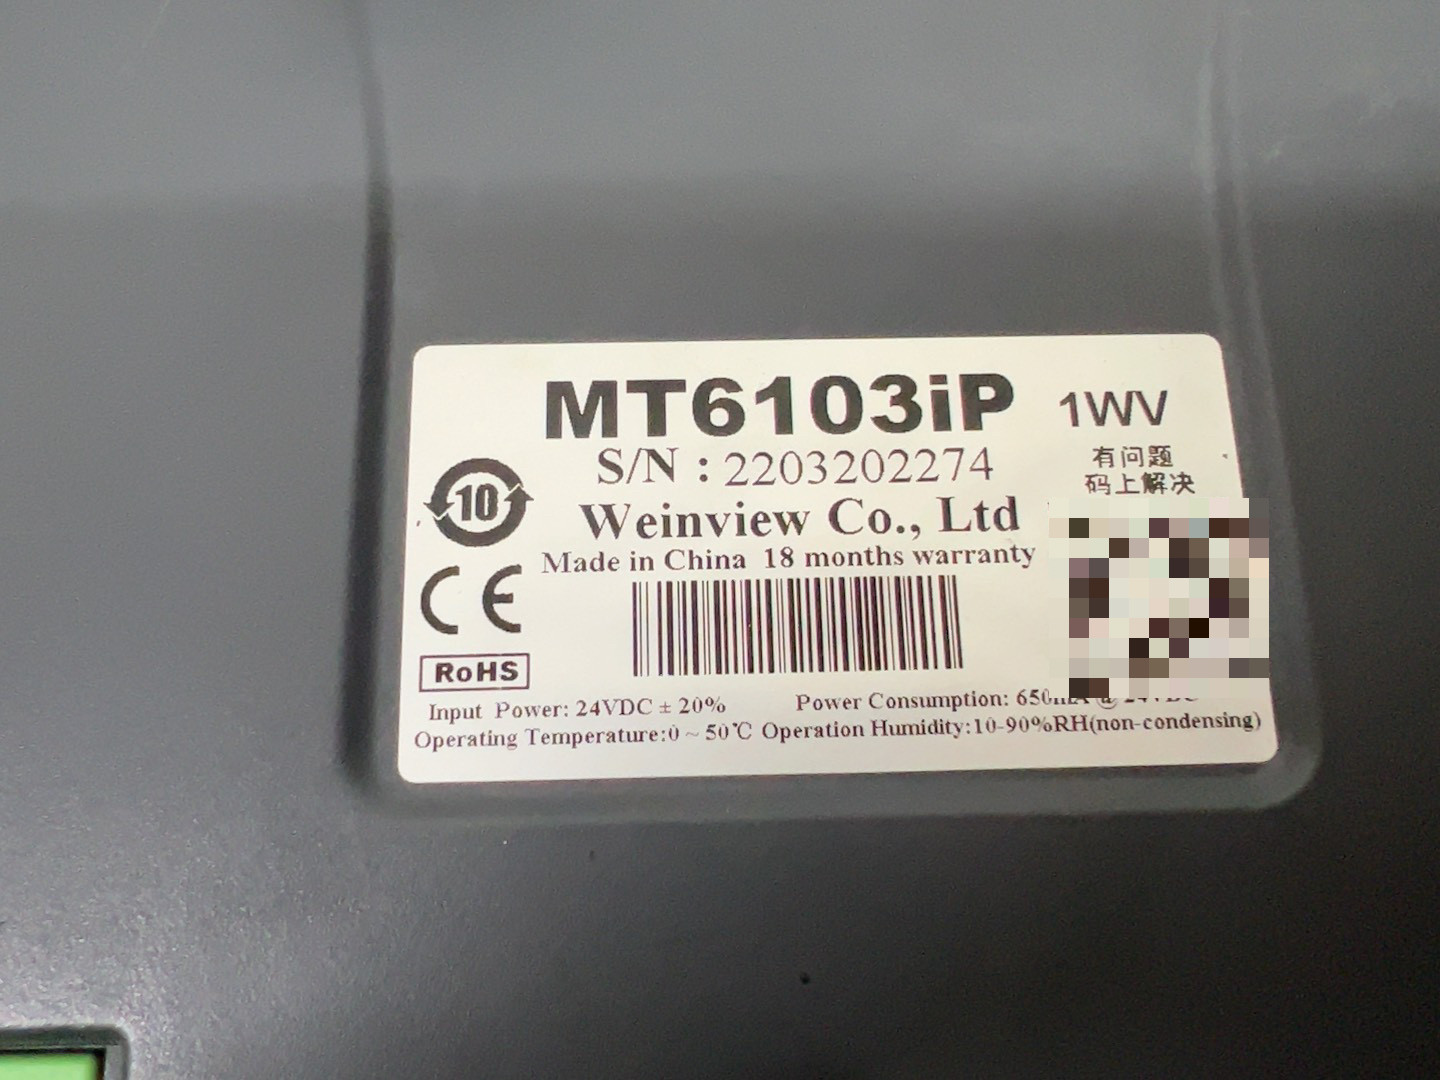 MT6103iP 1WV
S/N : 2203202274
有问题
码上解决
10
Weinview Co., Ltd
Made in China 18 months warranty
CE
RoHS
Input Power: 24VDC ± 20% Power Consumption:
Operating Temperature:0 ~ 50℃ Operation Humidity:10-90%RH(non-condensing)